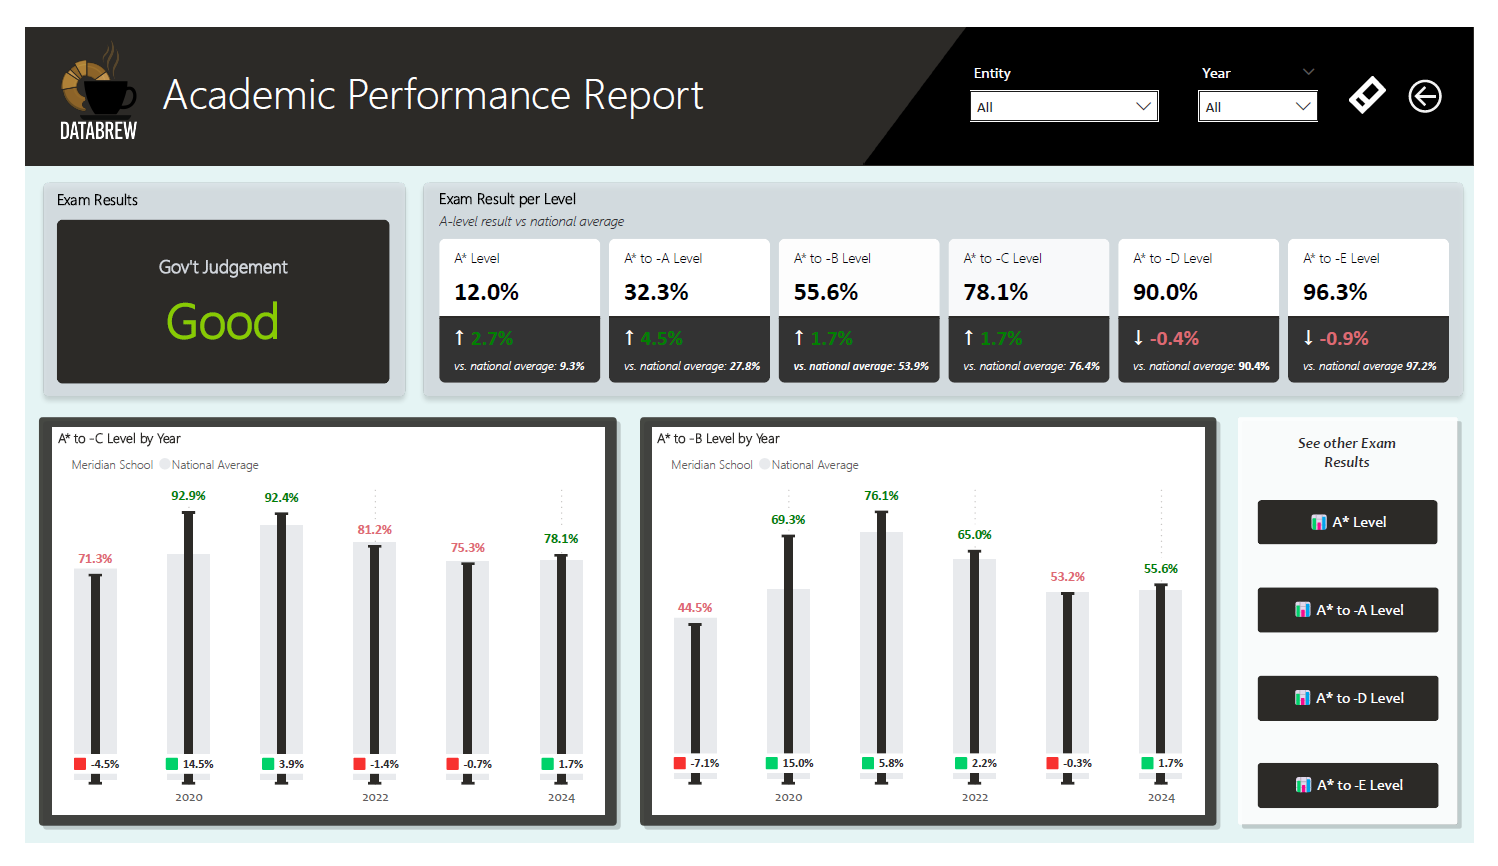 DATABREW
Academic Performance Report
Entity
All
Year
All
Exam Results
Gov't Judgement
Good
Exam Result per Level
A-level result vs national average
A* Level
12.0%
↑ 2.7%
vs. national average: 9.3%
A* to -A Level
32.3%
↑ 4.5%
vs. national average: 27.8%
A* to -B Level
55.6%
↑ 1.7%
vs. national average: 53.9%
A* to -C Level
78.1%
↑ 1.7%
vs. national average: 76.4%
A* to -D Level
90.0%
↓ -0.4%
vs. national average: 90.4%
A* to -E Level
96.3%
↓ -0.9%
vs. national average 97.2%
A* to -C Level by Year
Meridian School National Average
71.3%
92.9%
92.4%
81.2%
75.3%
78.1%
-4.5% 14.5% 3.9% -1.4% -0.7% 1.7%
2020 2022 2024
A* to -B Level by Year
Meridian School National Average
44.5%
69.3%
76.1%
65.0%
53.2%
55.6%
-7.1% 15.0% 5.8% 2.2% -0.3% 1.7%
2020 2022 2024
See other Exam
Results
A* Level
A* to -A Level
A* to -D Level
A* to -E Level